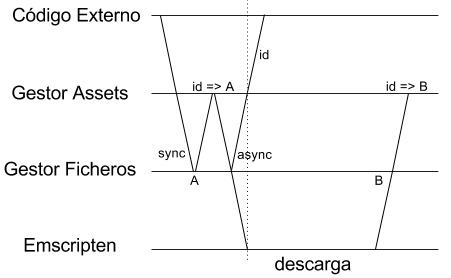 Código Externo
id
Gestor Assets
id => A
id => B
sync
async
Gestor Ficheros
A
B
Emscripten
descarga